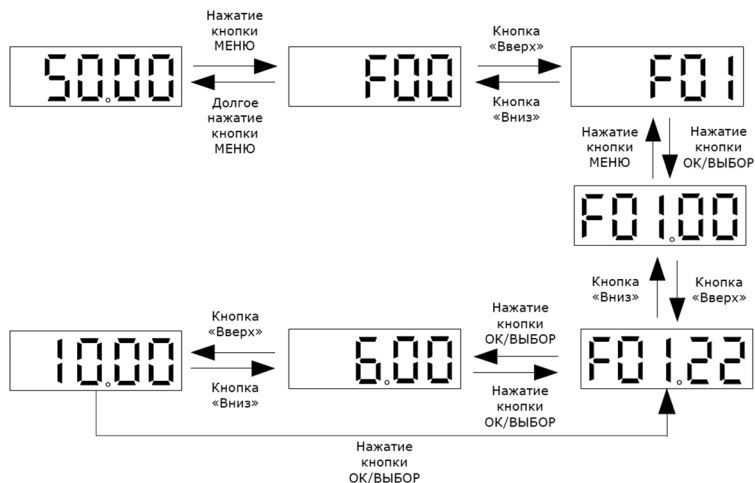 Нажатие
кнопки
МЕНЮ
50.00
F00
F01
Долгое
нажатие
кнопки
МЕНЮ
Кнопка
«Вверх»
Кнопка
«Вниз»
Нажатие
кнопки
МЕНЮ
Нажатие
кнопки
ОК/ВЫБОР
F01.00
Кнопка
«Вниз»
Кнопка
«Вверх»
10.00
Кнопка
«Вверх»
Кнопка
«Вниз»
6.00
Нажатие
кнопки
ОК/ВЫБОР
Нажатие
кнопки
ОК/ВЫБОР
F01.22
Нажатие
кнопки
ОК/ВЫБОР